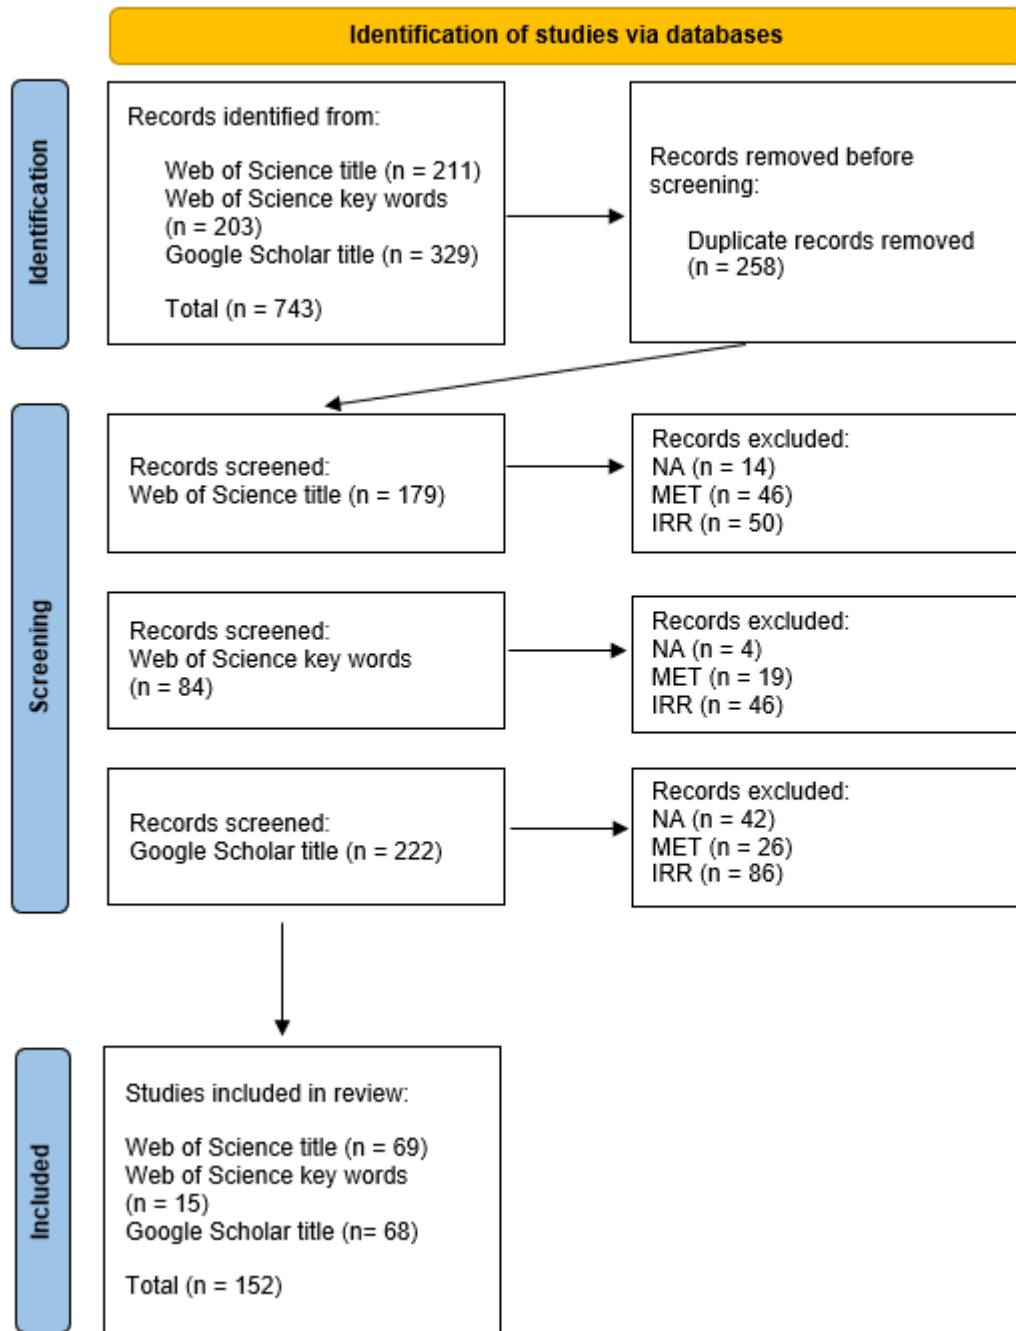 Identification of studies via databases
Identification
Records identified from:
Web of Science title (n = 211)
Web of Science key words
(n = 203)
Google Scholar title (n = 329)
Total (n = 743)
Records removed before
screening:
Duplicate records removed
(n = 258)
Screening
Records screened:
Web of Science title (n = 179)
Records excluded:
NA (n = 14)
MET (n = 46)
IRR (n = 50)
Records screened:
Web of Science key words
(n = 84)
Records excluded:
NA (n = 4)
MET (n = 19)
IRR (n = 46)
Records screened:
Google Scholar title (n = 222)
Records excluded:
NA (n = 42)
MET (n = 26)
IRR (n = 86)
Included
Studies included in review:
Web of Science title (n = 69)
Web of Science key words
(n = 15)
Google Scholar title (n= 68)
Total (n = 152)